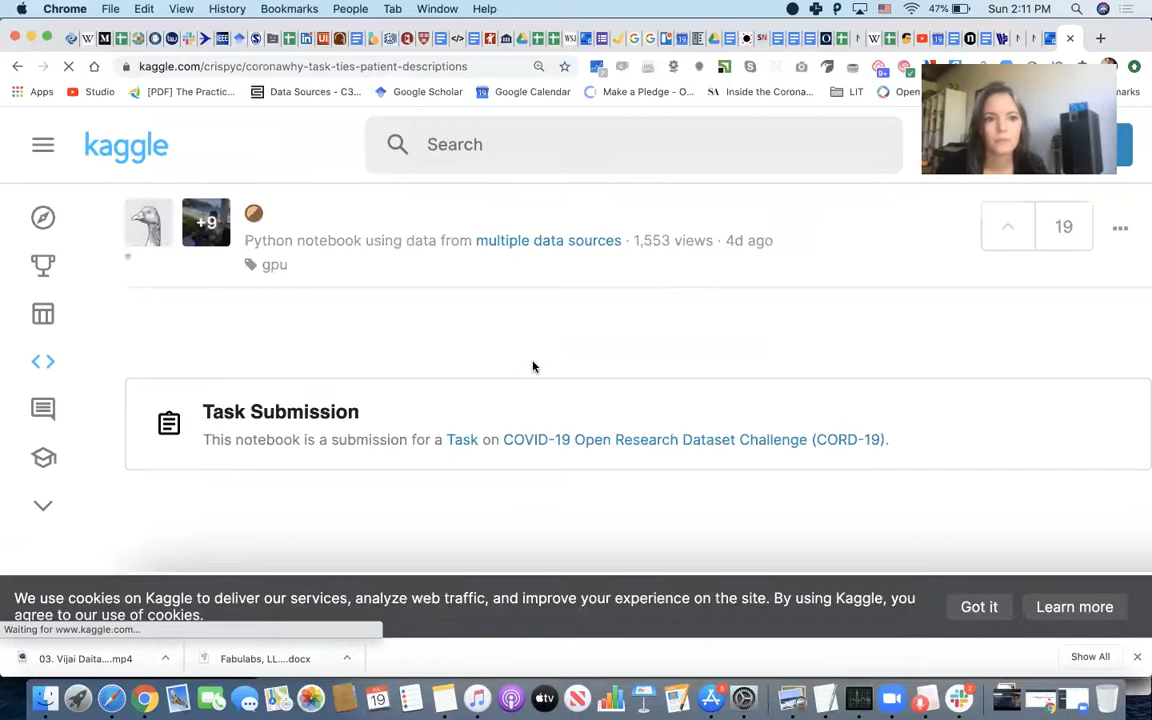 Chrome File Edit View History Bookmarks People Tab Window Help 47% Sun 2:11 PM
kaggle.com/crispyc/coronawhy-task-ties-patient-descriptions
Apps Studio [PDF] The Practic... Data Sources - C3... Google Scholar Google Calendar Make a Pledge - O... Inside the Corona... LIT Open
kaggle Search
+9
Python notebook using data from multiple data sources · 1,553 views · 4d ago 19
gpu
Task Submission
This notebook is a submission for a Task on COVID-19 Open Research Dataset Challenge (CORD-19).
We use cookies on Kaggle to deliver our services, analyze web traffic, and improve your experience on the site. By using Kaggle, you
agree to our use of cookies. Got it Learn more
Waiting for www.kaggle.com...
03. Vijai Daita....mp4 Fabulabs, LL....docx Show All